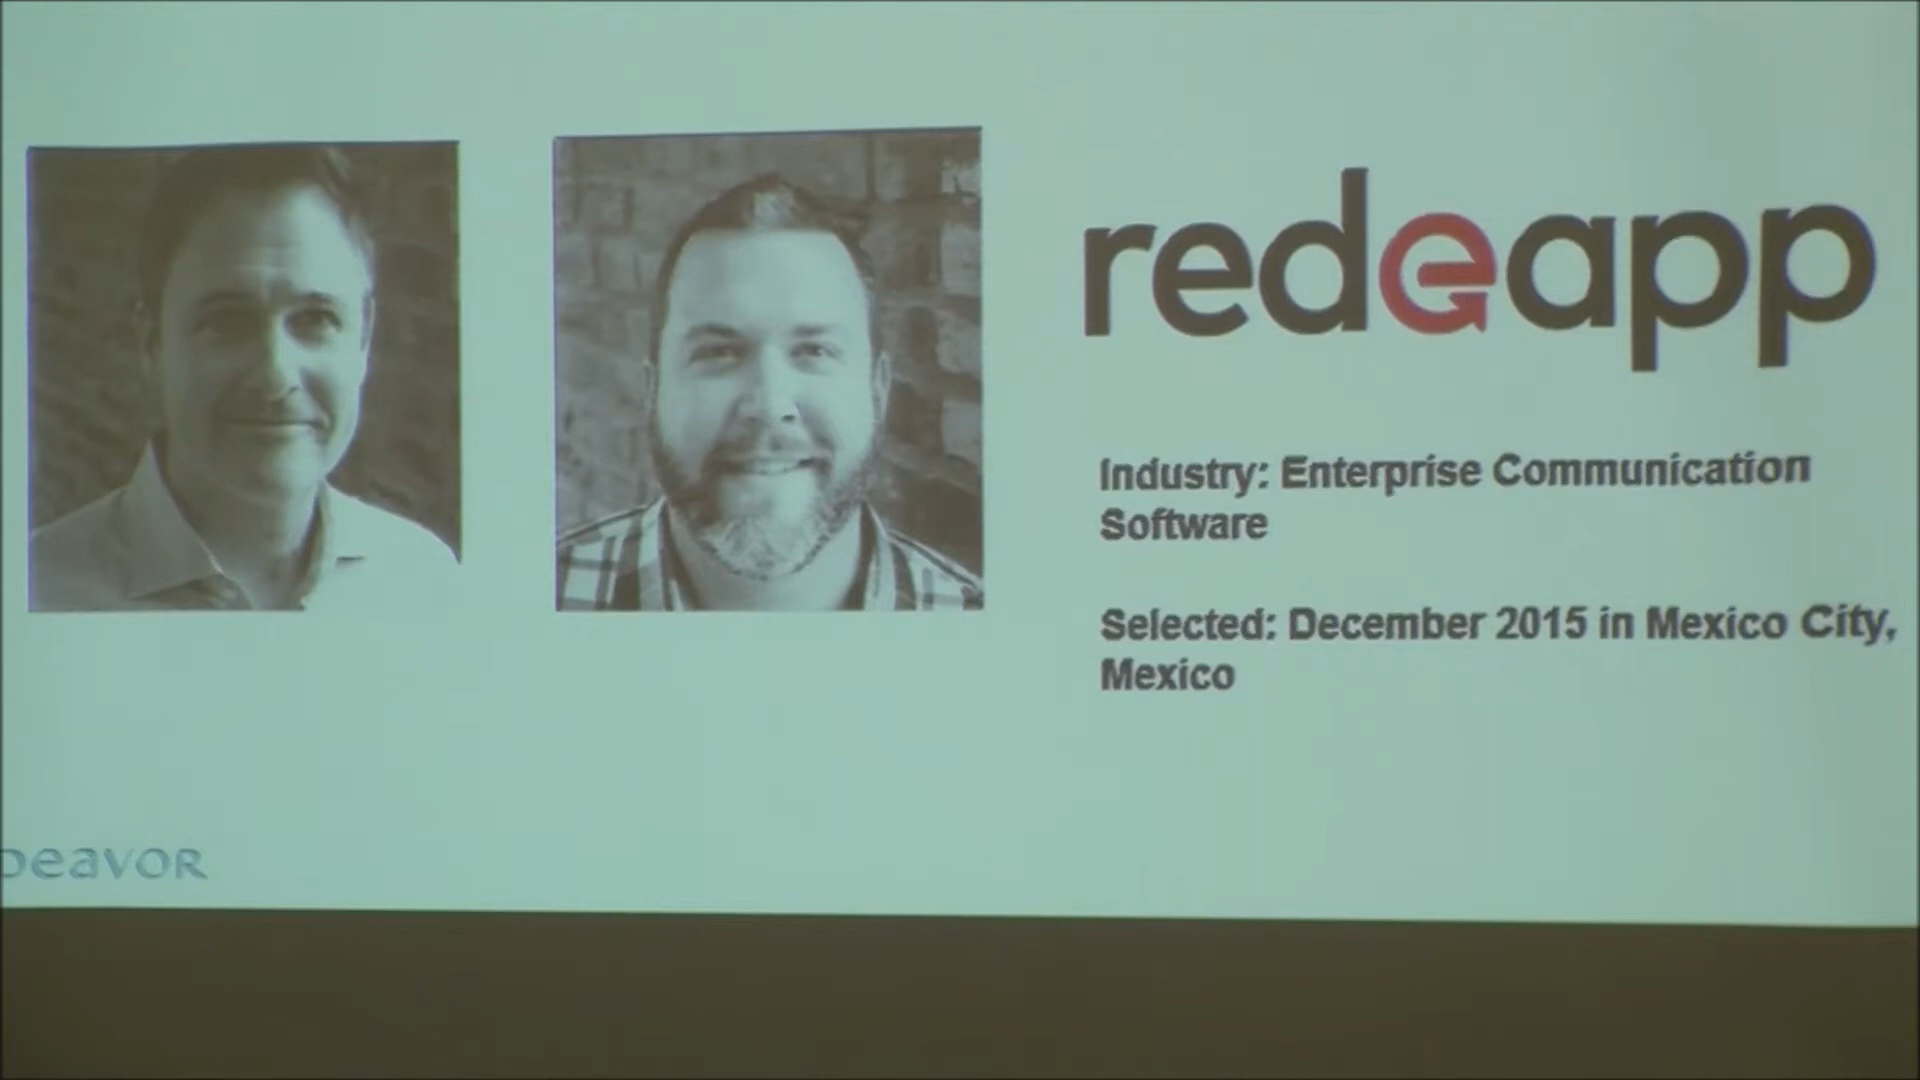 redeapp
Industry: Enterprise Communication
Software
Selected: December 2015 in Mexico City,
Mexico
DEAVOR